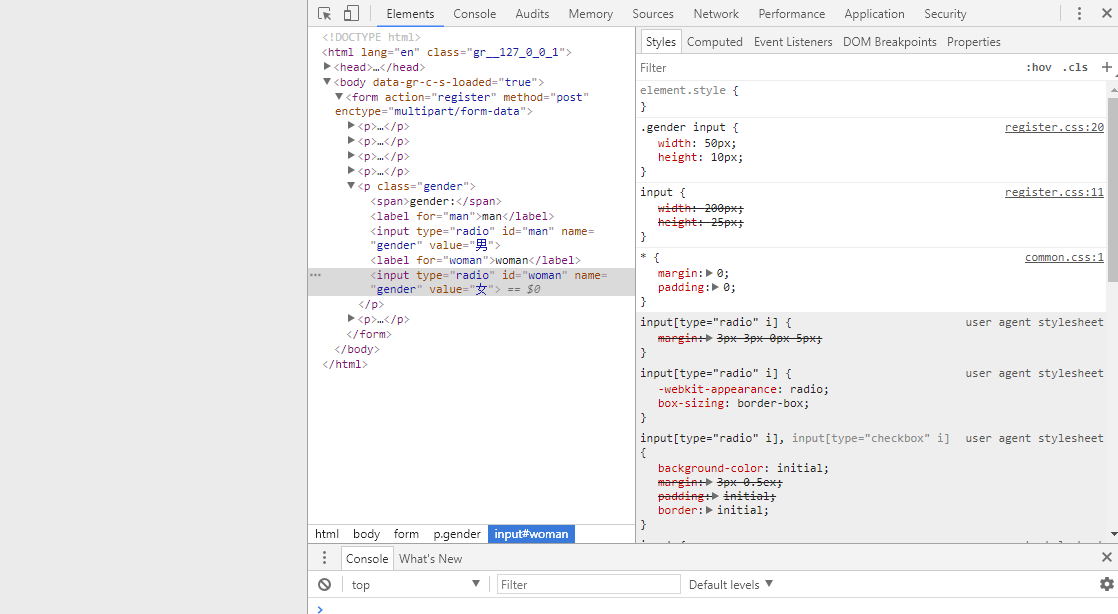 Elements Console Audits Memory Sources Network Performance Application Security
<!DOCTYPE html>
<html lang="en" class="gr__127_0_0_1">
<head>…</head>
<body data-gr-c-s-loaded="true">
<form action="register" method="post"
enctype="multipart/form-data">
<p>…</p>
<p>…</p>
<p>…</p>
<p>…</p>
<p class="gender">
<span>gender:</span>
<label for="man">man</label>
<input type="radio" id="man" name=
"gender" value="男">
<label for="woman">woman</label>
<input type="radio" id="woman" name=
"gender" value="女"> == $0
</p>
<p>…</p>
</form>
</body>
</html>
html body form p.gender input#woman
Styles Computed Event Listeners DOM Breakpoints Properties
Filter :hov .cls +
element.style {
}
.gender input { register.css:20
width: 50px;
height: 10px;
}
input { register.css:11
width: 200px;
height: 25px;
}
* { common.css:1
margin: 0;
padding: 0;
}
input[type="radio" i] { user agent stylesheet
margin: 3px 3px 0px 5px;
}
input[type="radio" i] { user agent stylesheet
-webkit-appearance: radio;
box-sizing: border-box;
}
input[type="radio" i], input[type="checkbox" i] user agent stylesheet
{
background-color: initial;
margin: 3px 0.5ex;
padding: initial;
border: initial;
}
Console What's New
top Filter Default levels